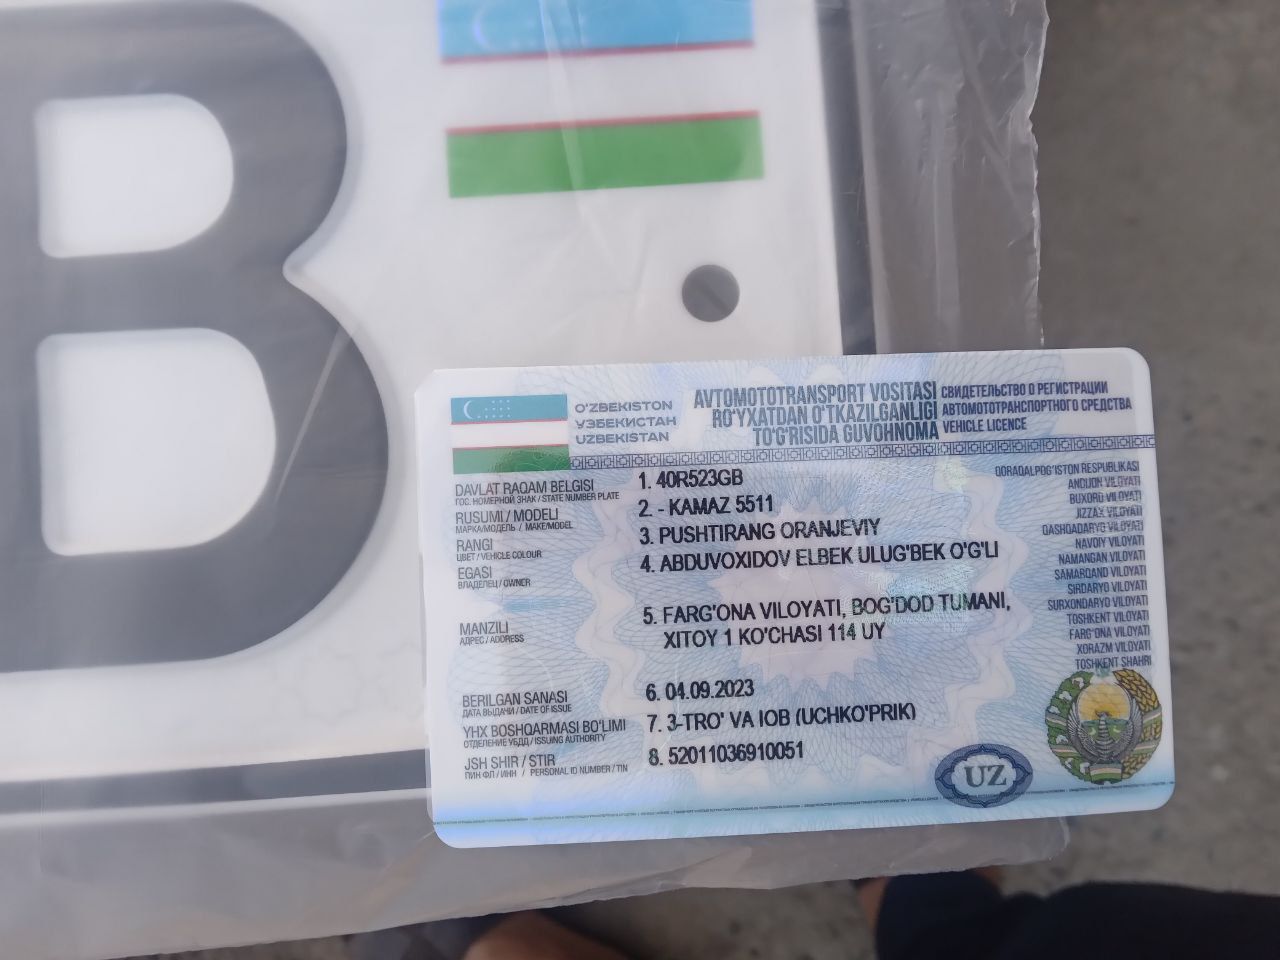 B
O'ZBEKISTON
ЎЗБЕКИСТАН
UZBEKISTAN
AVTOMOTOTRANSPORT VOSITASI
RO'YXATDAN O'TKAZILGANLIGI
TO'G'RISIDA GUVOHNOMA
СВИДЕТЕЛЬСТВО О РЕГИСТРАЦИИ
АВТОМОТОТРАНСПОРТНОГО СРЕДСТВА
VEHICLE LICENCE
DAVLAT RAQAM BELGISI
ГОС. НОМЕРНОЙ ЗНАК / STATE NUMBER PLATE
1. 40R523GB
RUSUMI / MODELI
МАРКА/МОДЕЛЬ / MAKE/MODEL
2. - KAMAZ 5511
RANGI
ЦВЕТ / VEHICLE COLOUR
3. PUSHTIRANG ORANJEVIY
EGASI
ВЛАДЕЛЕЦ / OWNER
4. ABDUVOXIDOV ELBEK ULUG'BEK O'G'LI
MANZILI
АДРЕС / ADDRESS
5. FARG'ONA VILOYATI, BOG'DOD TUMANI,
XITOY 1 KO'CHASI 114 UY
BERILGAN SANASI
ДАТА ВЫДАЧИ / DATE OF ISSUE
6. 04.09.2023
YHX BOSHQARMASI BO'LIMI
ОТДЕЛЕНИЕ УБДД / ISSUING AUTHORITY
7. 3-TRO' VA IOB (UCHKO'PRIK)
JSH SHIR / STIR
ПИН ФЛ / ИНН / PERSONAL ID NUMBER / TIN
8. 52011036910051
QORAQALPOG'ISTON RESPUBLIKASI
ANDIJON VILOYATI
BUXORO VILOYATI
JIZZAX VILOYATI
QASHQADARYO VILOYATI
NAVOIY VILOYATI
NAMANGAN VILOYATI
SAMARQAND VILOYATI
SIRDARYO VILOYATI
SURXONDARYO VILOYATI
TOSHKENT VILOYATI
FARG'ONA VILOYATI
XORAZM VILOYATI
TOSHKENT SHAHRI
UZ